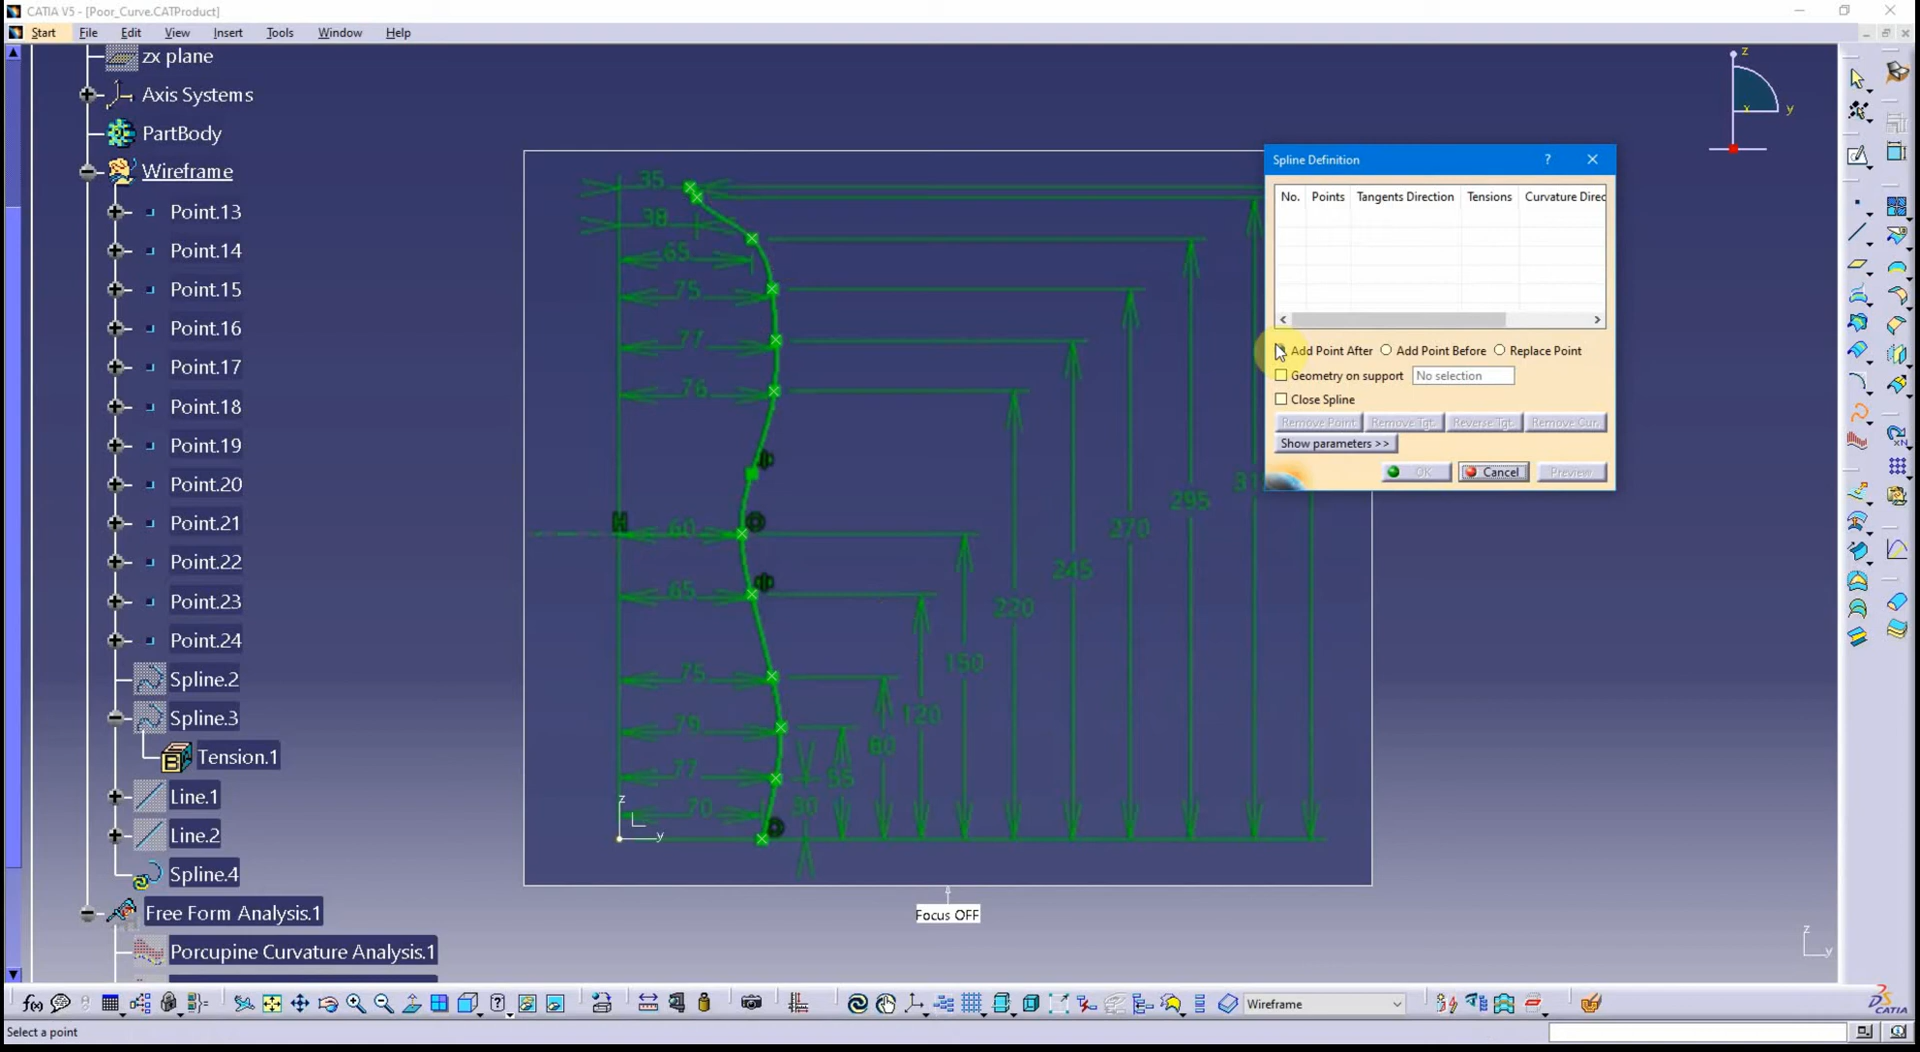 CATIA V5 - [Poor_Curve.CATProduct]
Start File Edit View Insert Tools Window Help
zx plane
Axis Systems
PartBody
Wireframe
Point.13
Point.14
Point.15
Point.16
Point.17
Point.18
Point.19
Point.20
Point.21
Point.22
Point.23
Point.24
Spline.2
Spline.3
Tension.1
Line.1
Line.2
Spline.4
Free Form Analysis.1
Porcupine Curvature Analysis.1
35
38
65
75
77
76
60
65
75
79
77
70
30
55
80
120
150
220
245
270
295
H
z
y
Focus OFF
z
x
y
Spline Definition ?
No. Points Tangents Direction Tensions Curvature Direc
Add Point After Add Point Before Replace Point
Geometry on support No selection
Close Spline
Remove Point Remove Tgt. Reverse Tgt. Remove Cur.
Show parameters >>
OK Cancel Preview
z
y
f(x)
Wireframe
CATIA
Select a point